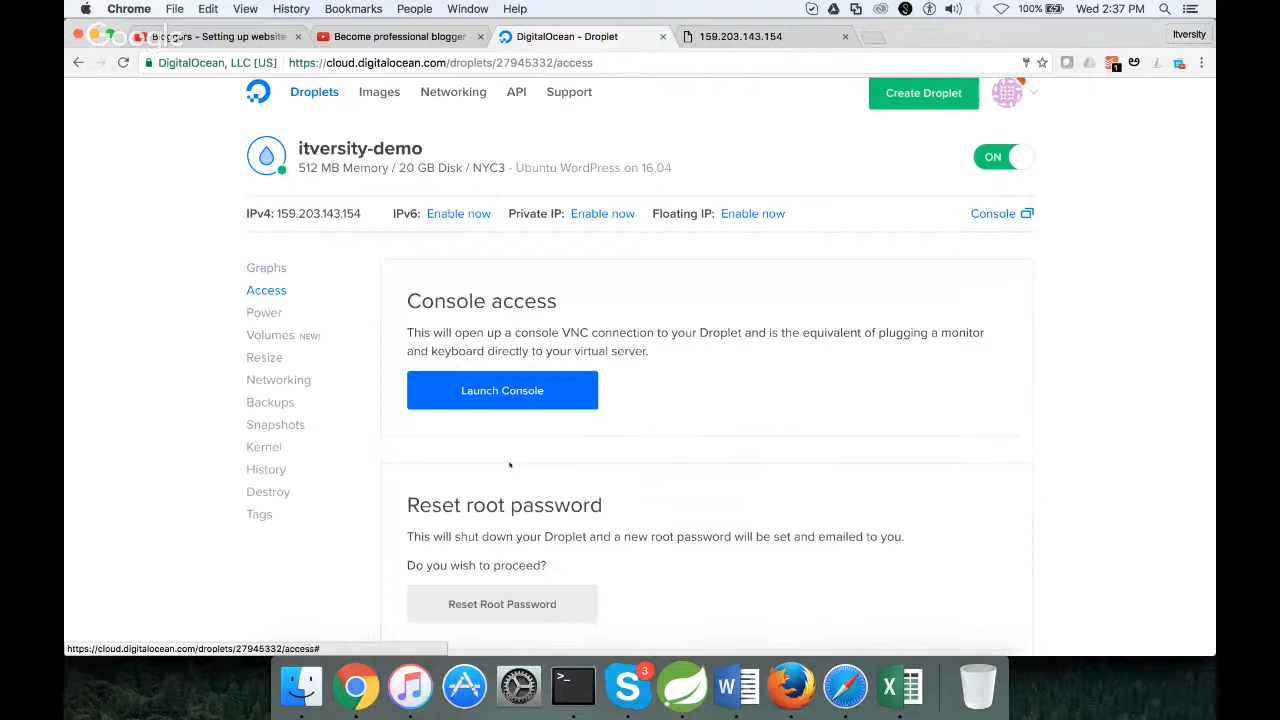 Chrome File Edit View History Bookmarks People Window Help 100% Wed 2:37 PM
Google
Bloggers - Setting up website
Become professional blogger
DigitalOcean - Droplet
159.203.143.154
Itversity
DigitalOcean, LLC [US] https://cloud.digitalocean.com/droplets/27945332/access
1
Droplets Images Networking API Support Create Droplet
itversity-demo
512 MB Memory / 20 GB Disk / NYC3 - Ubuntu WordPress on 16.04
ON
IPv4: 159.203.143.154 IPv6: Enable now Private IP: Enable now Floating IP: Enable now Console
Graphs
Access
Power
Volumes NEW!
Resize
Networking
Backups
Snapshots
Kernel
History
Destroy
Tags
Console access
This will open up a console VNC connection to your Droplet and is the equivalent of plugging a monitor
and keyboard directly to your virtual server.
Launch Console
Reset root password
This will shut down your Droplet and a new root password will be set and emailed to you.
Do you wish to proceed?
Reset Root Password
https://cloud.digitalocean.com/droplets/27945332/access#
3